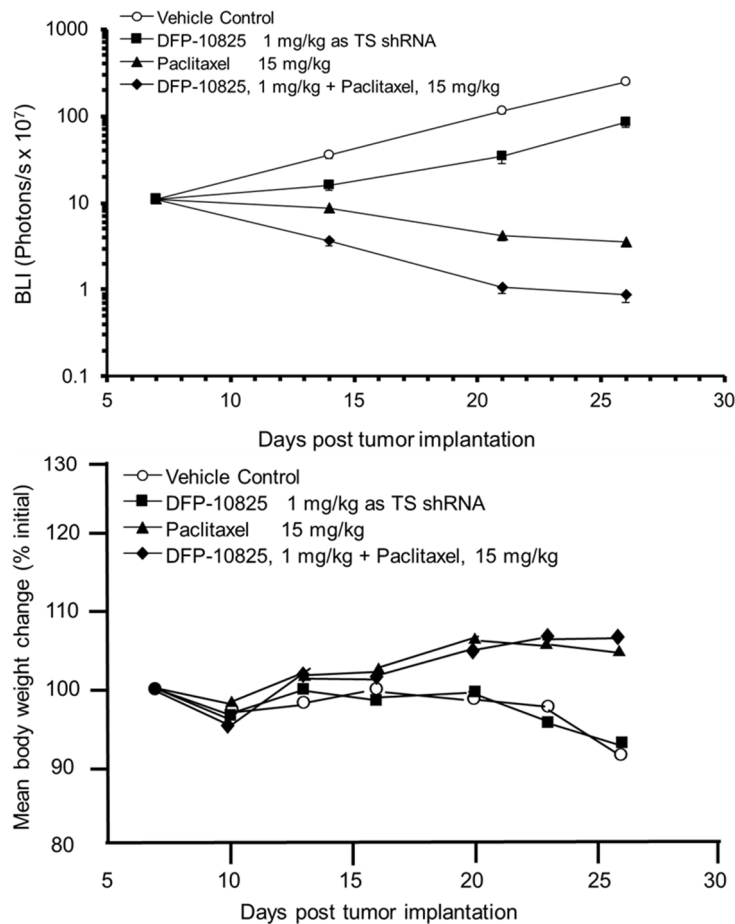 Vehicle Control
DFP-10825 1 mg/kg as TS shRNA
Paclitaxel 15 mg/kg
DFP-10825, 1 mg/kg + Paclitaxel, 15 mg/kg
BLI (Photons/s x 10⁷)
1000
100
10
1
0.1
5 10 15 20 25 30
Days post tumor implantation
Vehicle Control
DFP-10825 1 mg/kg as TS shRNA
Paclitaxel 15 mg/kg
DFP-10825, 1 mg/kg + Paclitaxel, 15 mg/kg
Mean body weight change (% initial)
130
120
110
100
90
80
5 10 15 20 25 30
Days post tumor implantation